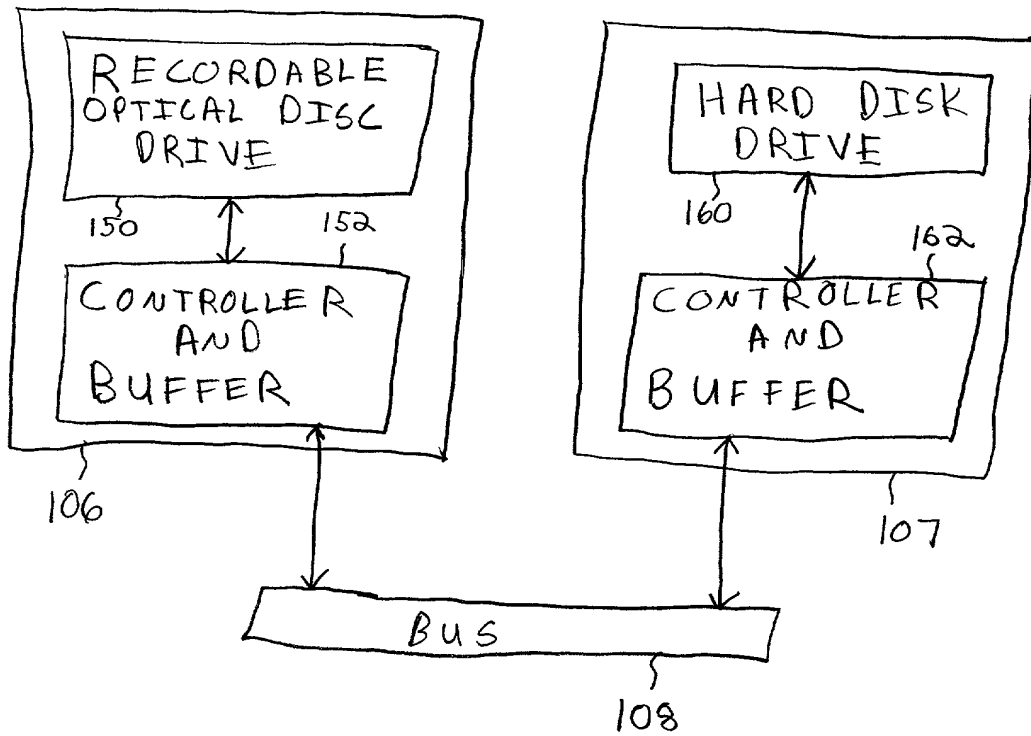 RECORDABLE
OPTICAL DISC
DRIVE
150
152
CONTROLLER
AND
BUFFER
106
HARD DISK
DRIVE
160
162
CONTROLLER
AND
BUFFER
107
BUS
108